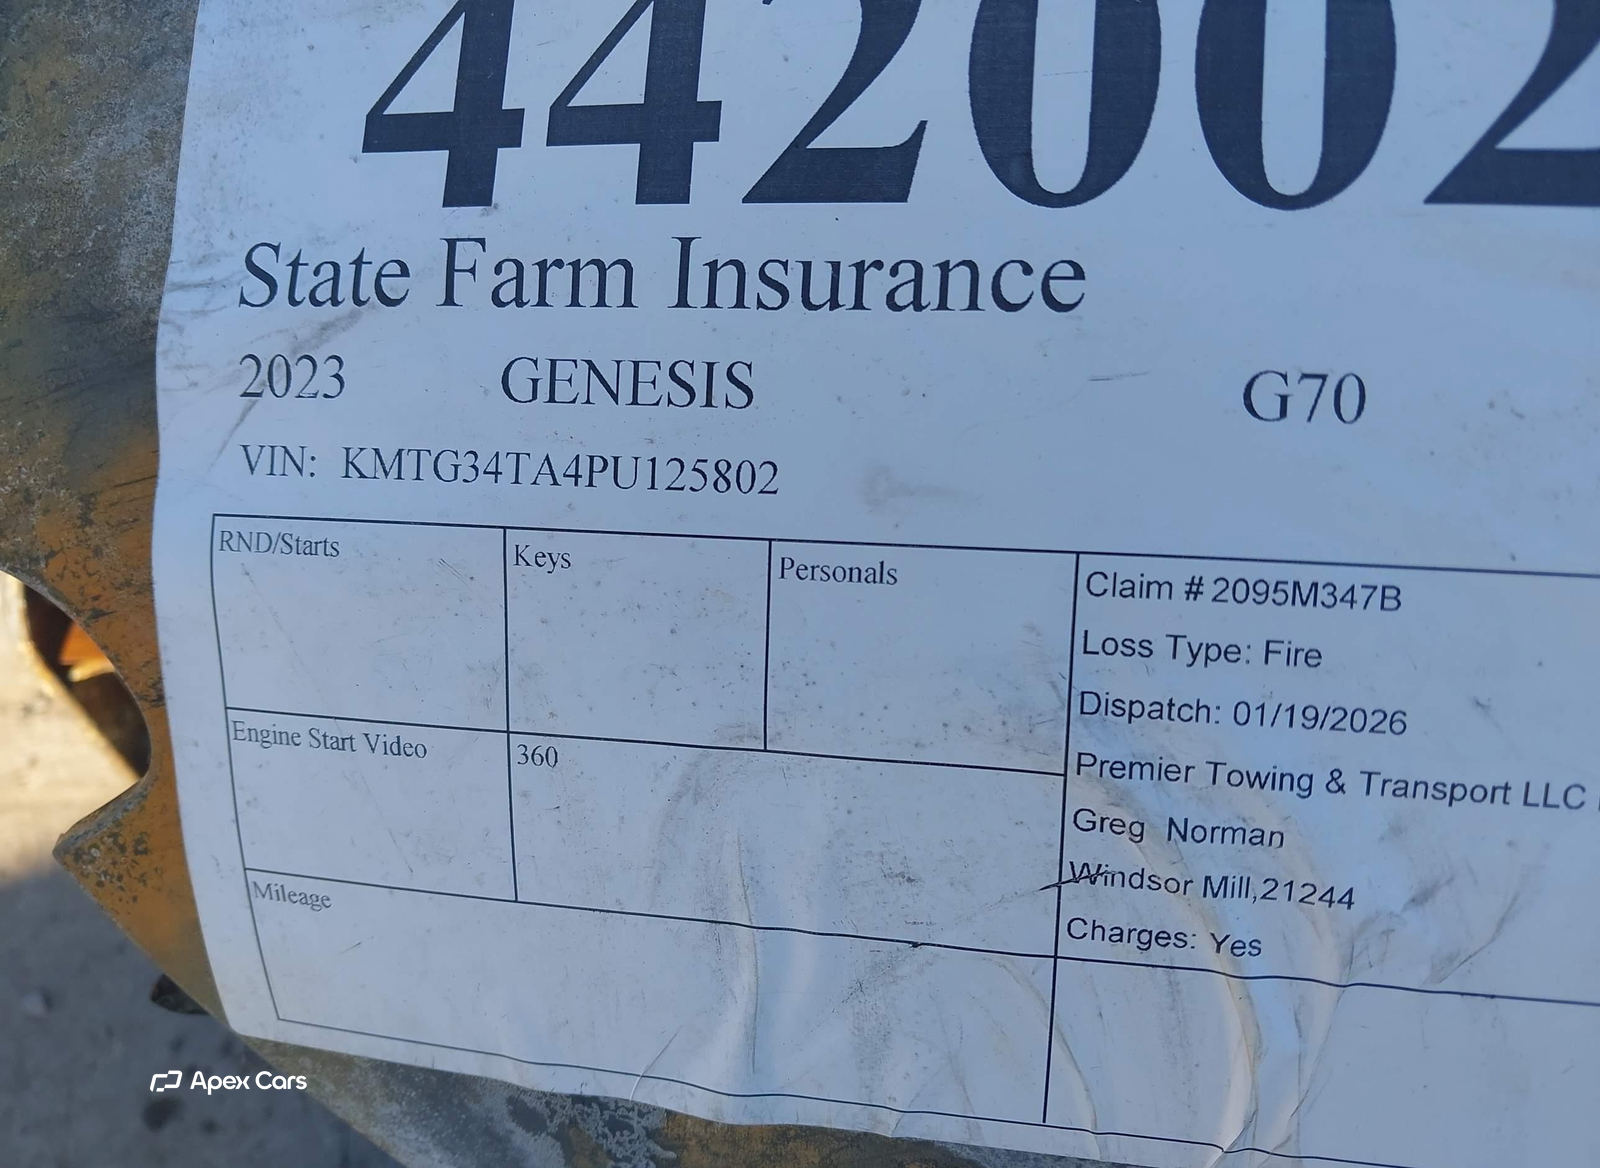 442002
State Farm Insurance
2023 GENESIS G70
VIN: KMTG34TA4PU125802
RND/Starts
Keys
Personals
Claim # 2095M347B
Loss Type: Fire
Dispatch: 01/19/2026
Premier Towing & Transport LLC
Greg Norman
Windsor Mill,21244
Charges: Yes
Engine Start Video
360
Mileage
Apex Cars